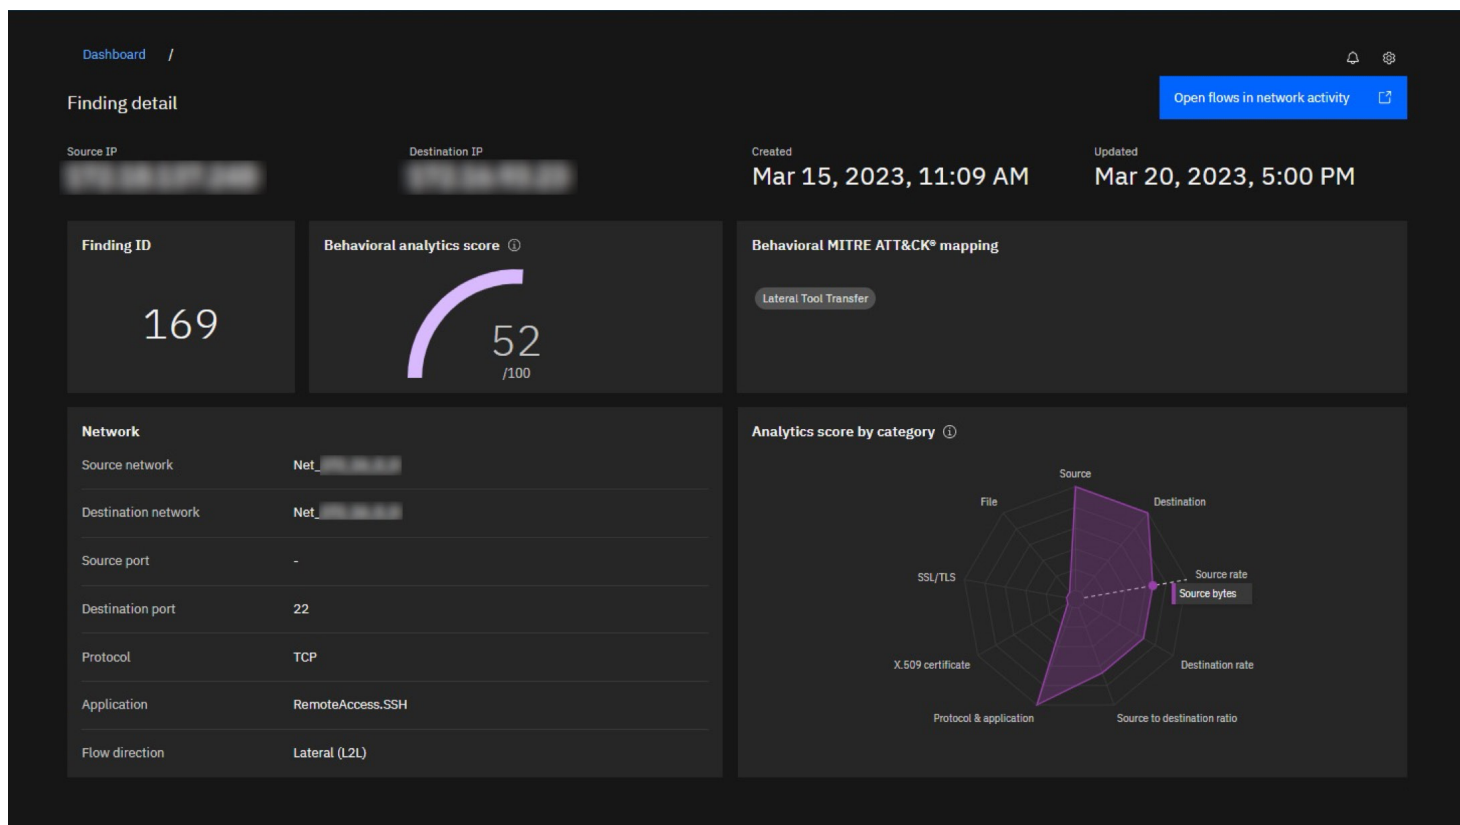 Dashboard /
Finding detail
Open flows in network activity
Source IP
Destination IP
Created
Mar 15, 2023, 11:09 AM
Updated
Mar 20, 2023, 5:00 PM
Finding ID
169
Behavioral analytics score
52
/100
Behavioral MITRE ATT&CK® mapping
Lateral Tool Transfer
Network
Source network Net_
Destination network Net_
Source port -
Destination port 22
Protocol TCP
Application RemoteAccess.SSH
Flow direction Lateral (L2L)
Analytics score by category
Source
File
Destination
SSL/TLS
Source rate
Source bytes
X.509 certificate
Destination rate
Protocol & application
Source to destination ratio